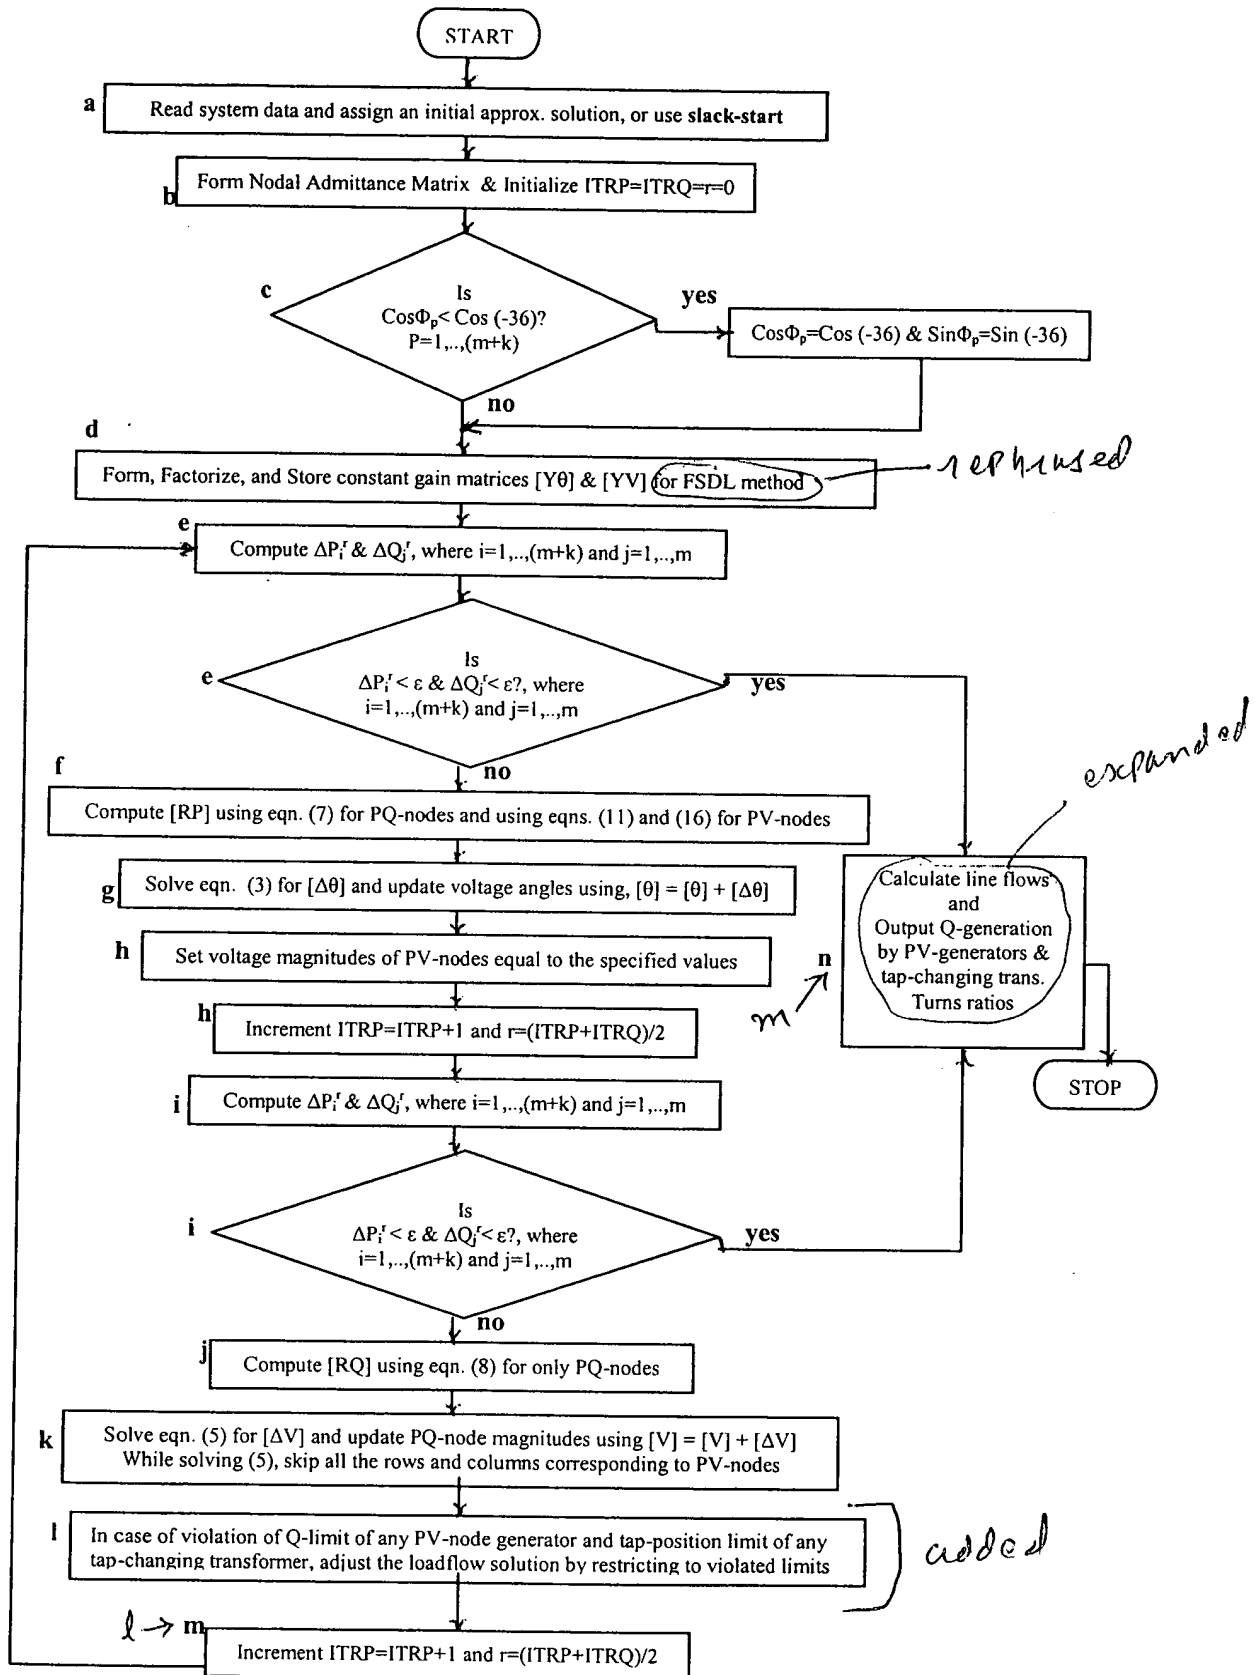 START
a
Read system data and assign an initial approx. solution, or use slack-start
b
Form Nodal Admittance Matrix & Initialize ITRP=ITRQ=r=0
c
Is
CosΦp< Cos (-36)?
P=1,..,(m+k)
yes
CosΦp=Cos (-36) & SinΦp=Sin (-36)
no
d
Form, Factorize, and Store constant gain matrices [Yθ] & [YV] for FSDL method
rephrased
e
Compute ΔPiʳ & ΔQjʳ, where i=1,..,(m+k) and j=1,..,m
e
Is
ΔPiʳ< ε & ΔQjʳ< ε?, where
i=1,..,(m+k) and j=1,..,m
yes
no
expanded
f
Compute [RP] using eqn. (7) for PQ-nodes and using eqns. (11) and (16) for PV-nodes
g
Solve eqn. (3) for [Δθ] and update voltage angles using, [θ] = [θ] + [Δθ]
h
Set voltage magnitudes of PV-nodes equal to the specified values
n
m
Calculate line flows
and
Output Q-generation
by PV-generators &
tap-changing trans.
Turns ratios
h
Increment ITRP=ITRP+1 and r=(ITRP+ITRQ)/2
STOP
i
Compute ΔPiʳ & ΔQjʳ, where i=1,..,(m+k) and j=1,..,m
i
Is
ΔPiʳ< ε & ΔQjʳ< ε?, where
i=1,..,(m+k) and j=1,..,m
yes
no
j
Compute [RQ] using eqn. (8) for only PQ-nodes
k
Solve eqn. (5) for [ΔV] and update PQ-node magnitudes using [V] = [V] + [ΔV]
While solving (5), skip all the rows and columns corresponding to PV-nodes
l
In case of violation of Q-limit of any PV-node generator and tap-position limit of any
tap-changing transformer, adjust the loadflow solution by restricting to violated limits
added
l → m
Increment ITRP=ITRP+1 and r=(ITRP+ITRQ)/2